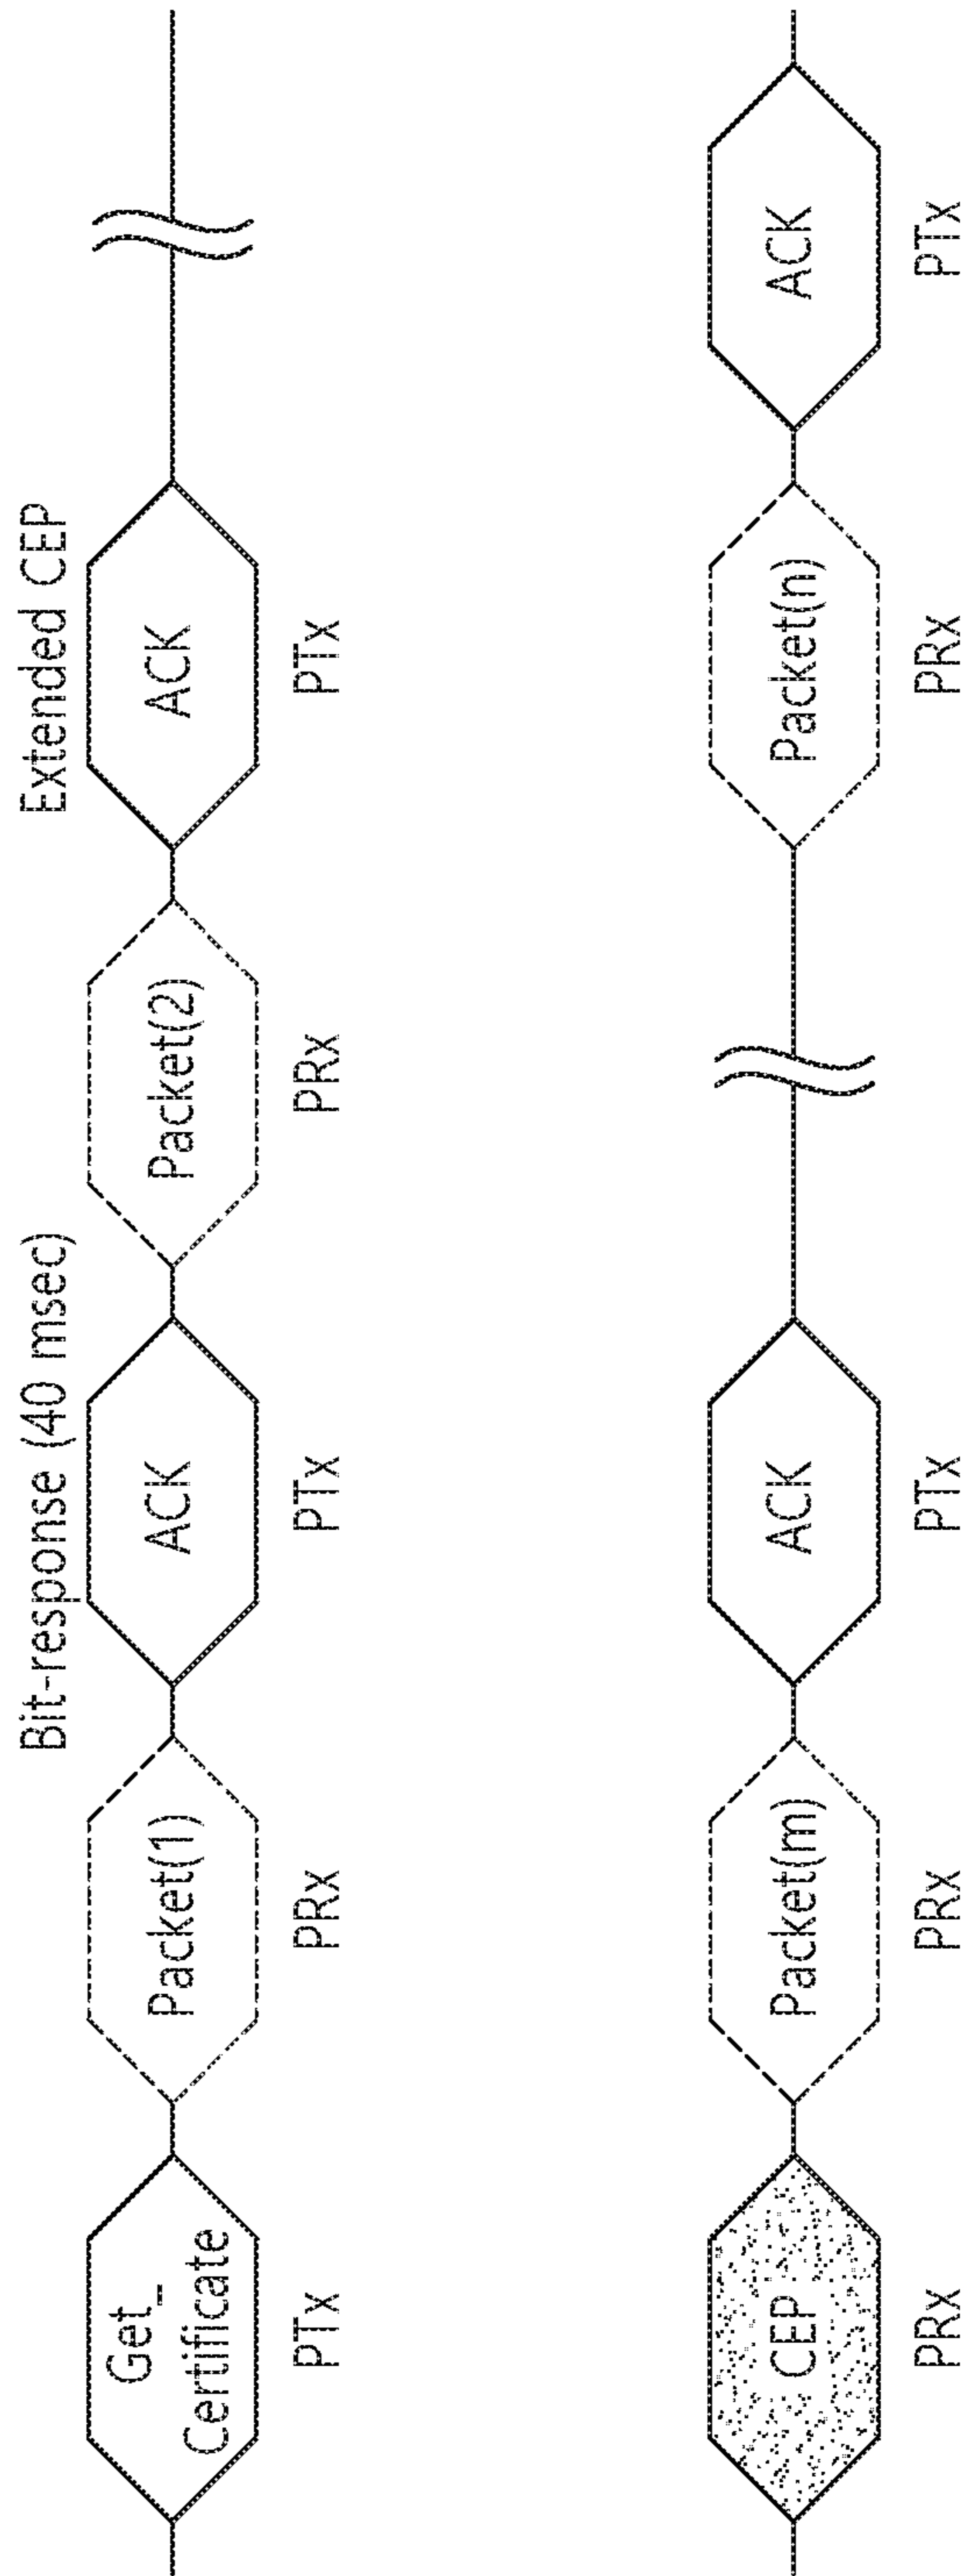 Bit-response (40 msec)
Extended CEP
Get_
Certificate
Packet(1)
ACK
Packet(2)
ACK
PTx
PRx
PTx
PRx
PTx
CEP
Packet(m)
ACK
Packet(n)
ACK
PRx
PRx
PTx
PRx
PTx